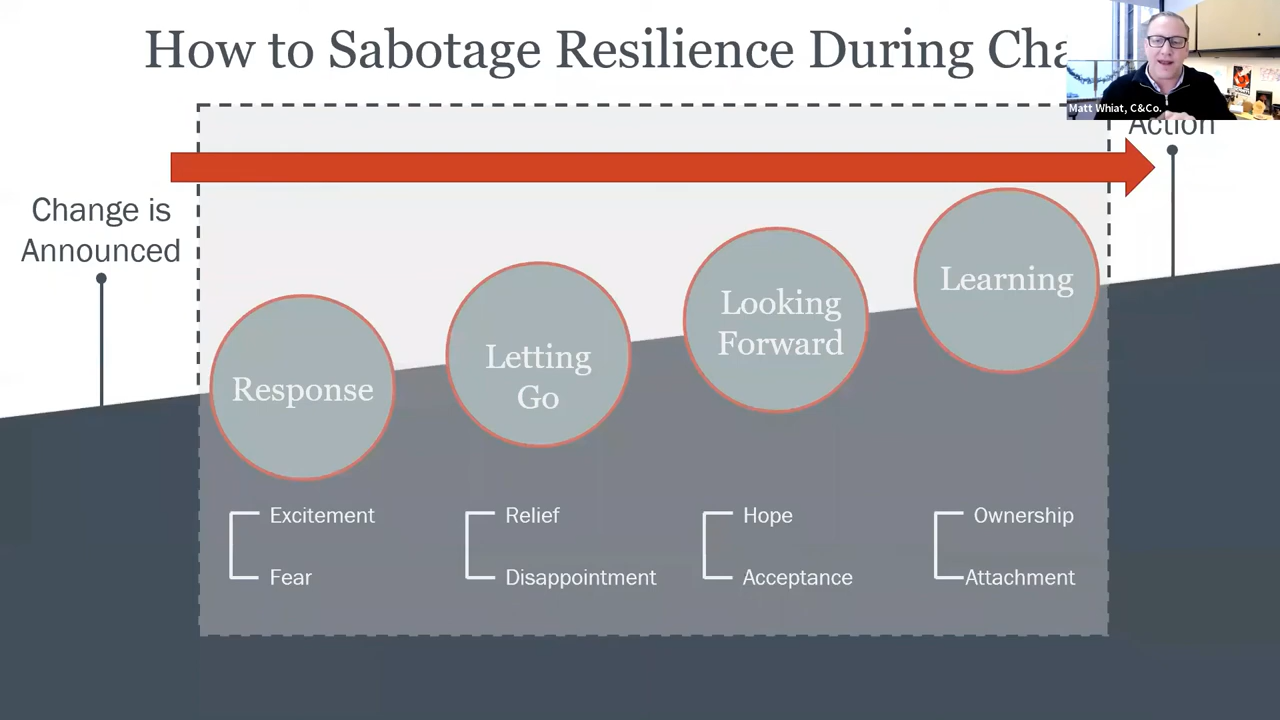 How to Sabotage Resilience During Cha
Matt Whiat, C&Co.
Action
Change is
Announced
Response
Letting
Go
Looking
Forward
Learning
Excitement
Fear
Relief
Disappointment
Hope
Acceptance
Ownership
Attachment